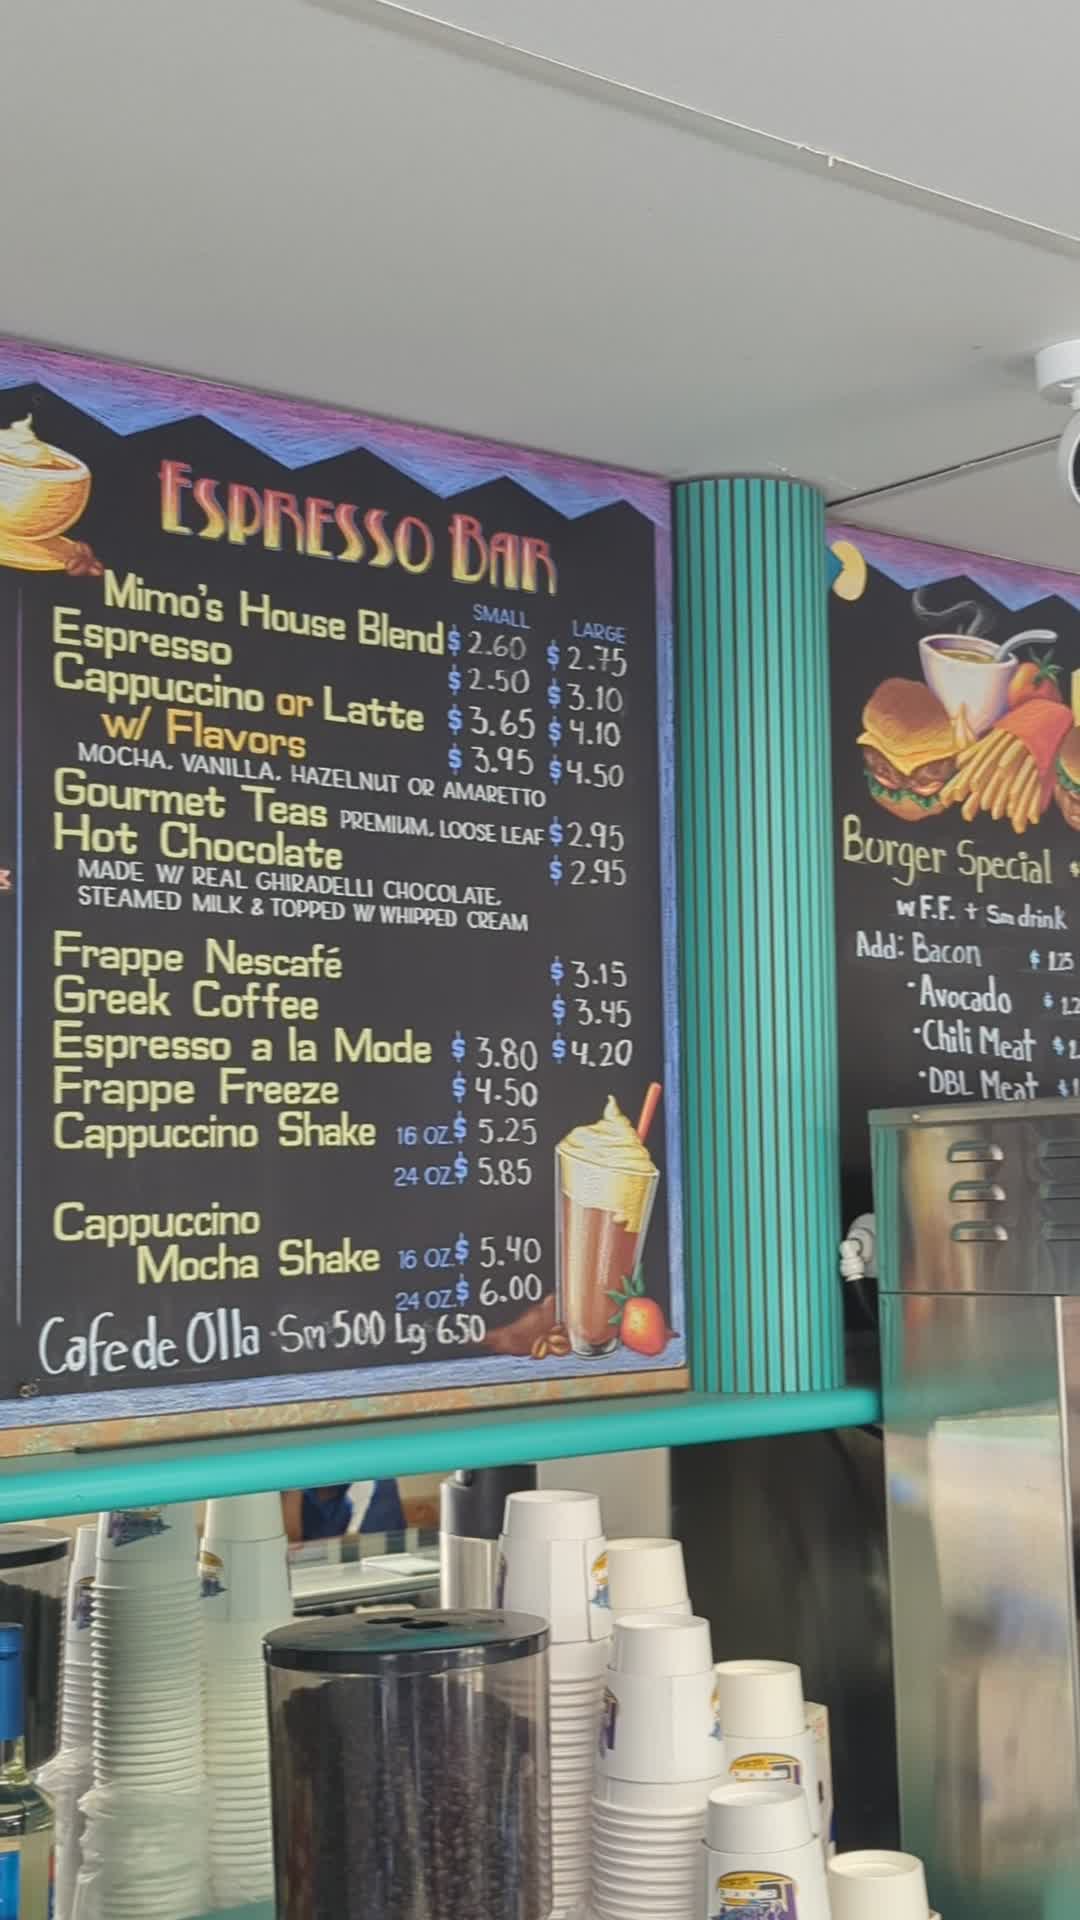 ESPRESSO BAR
SMALL LARGE
Mimo's House Blend $ 2.60 $ 2.75
Espresso $ 2.50 $ 3.10
Cappuccino or Latte $ 3.65 $ 4.10
w/ Flavors $ 3.95 $ 4.50
MOCHA, VANILLA, HAZELNUT OR AMARETTO
Gourmet Teas PREMIUM, LOOSE LEAF $ 2.95
Hot Chocolate $ 2.95
MADE W/ REAL GHIRADELLI CHOCOLATE,
STEAMED MILK & TOPPED W/ WHIPPED CREAM
Frappe Nescafé $ 3.15
Greek Coffee $ 3.45
Espresso a la Mode $ 3.80 $ 4.20
Frappe Freeze $ 4.50
Cappuccino Shake 16 OZ. $ 5.25
24 OZ. $ 5.85
Cappuccino
Mocha Shake 16 OZ. $ 5.40
24 OZ. $ 6.00
Cafe de Olla · Sm 500 Lg 6.50
Burger Special $
w F.F. + Sm drink
Add: Bacon $ 1.25
· Avocado $
· Chili Meat $
· DBL Meat $